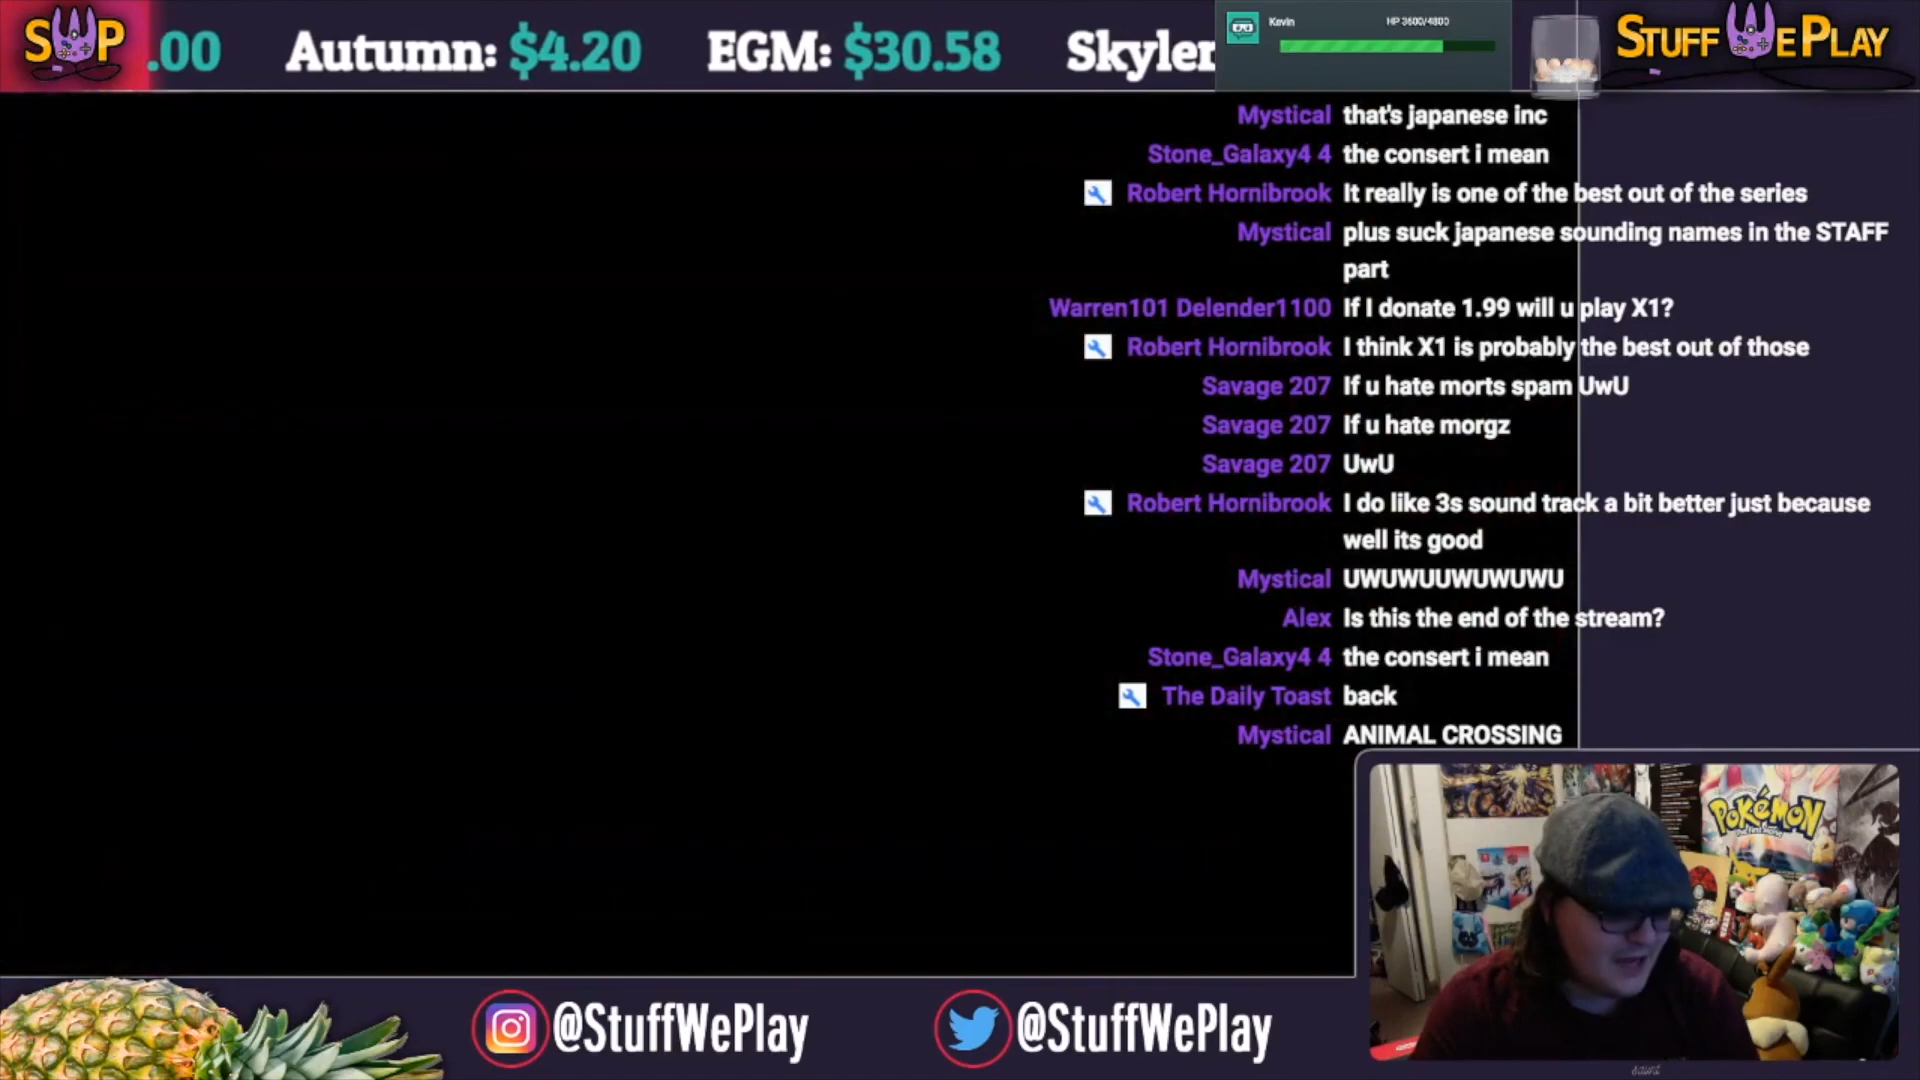 SWP .00 Autumn: $4.20 EGM: $30.58 Skyler
Kevin HP 3600/4800
STUFF WE PLAY
Mystical that's japanese inc
Stone_Galaxy4 4 the consert i mean
Robert Hornibrook It really is one of the best out of the series
Mystical plus suck japanese sounding names in the STAFF
part
Warren101 Delender1100 If I donate 1.99 will u play X1?
Robert Hornibrook I think X1 is probably the best out of those
Savage 207 If u hate morts spam UwU
Savage 207 If u hate morgz
Savage 207 UwU
Robert Hornibrook I do like 3s sound track a bit better just because
well its good
Mystical UWUWUUWUWUWU
Alex Is this the end of the stream?
Stone_Galaxy4 4 the consert i mean
The Daily Toast back
Mystical ANIMAL CROSSING
POKéMON
@StuffWePlay @StuffWePlay